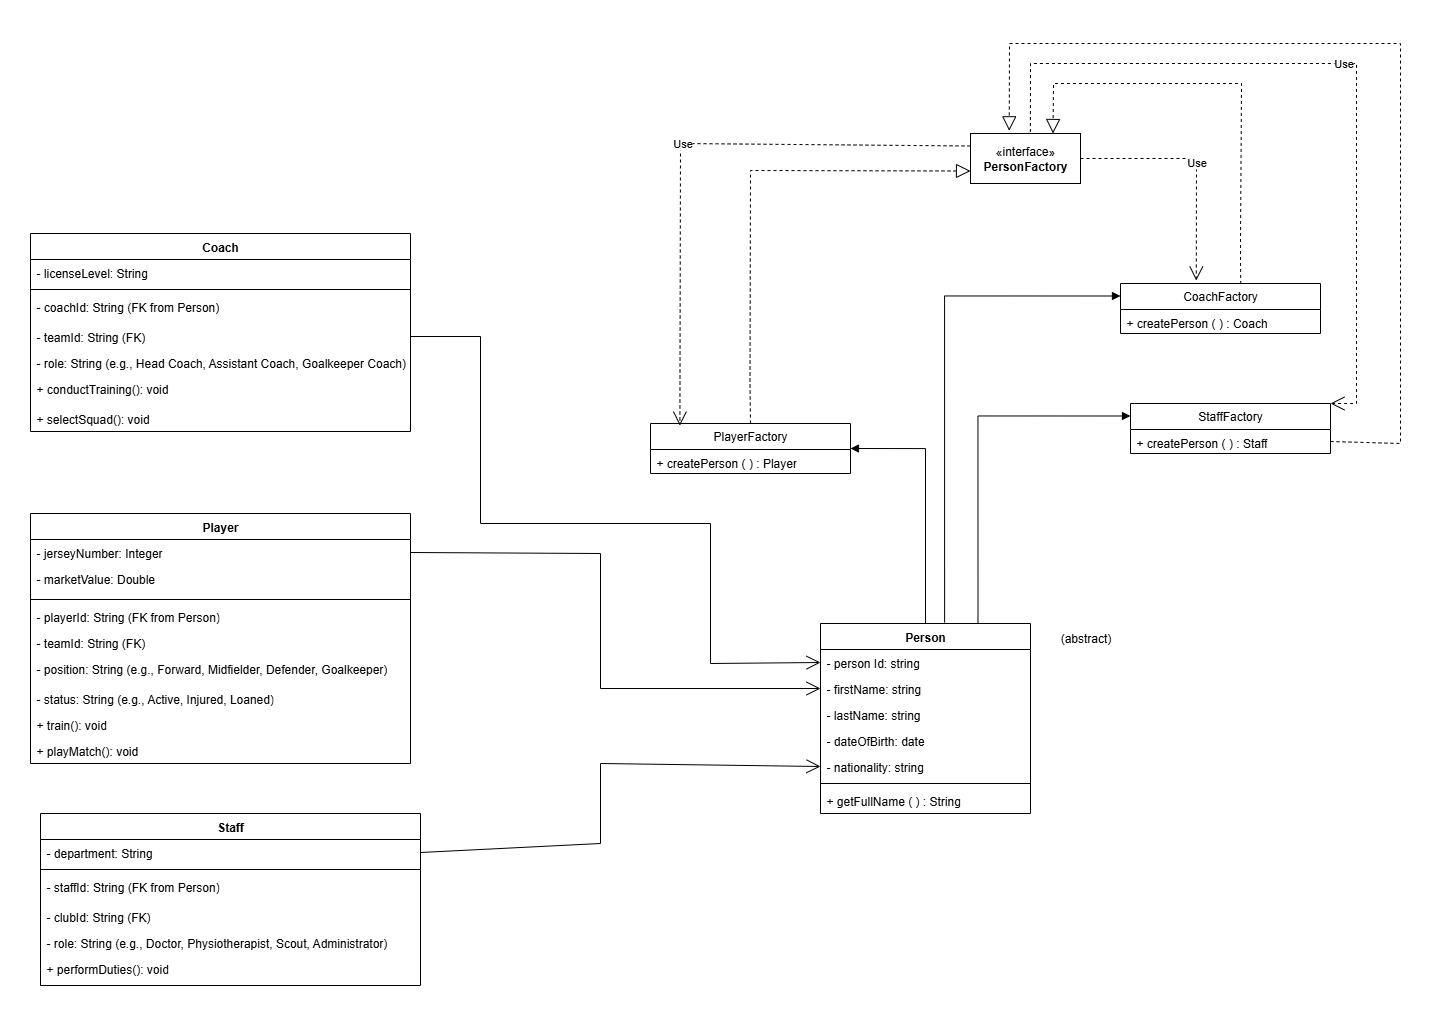 Use
Use
«interface»
PersonFactory
Use
Coach
- licenseLevel: String
- coachId: String (FK from Person)
- teamId: String (FK)
- role: String (e.g., Head Coach, Assistant Coach, Goalkeeper Coach)
+ conductTraining(): void
+ selectSquad(): void
CoachFactory
+ createPerson ( ) : Coach
StaffFactory
+ createPerson ( ) : Staff
PlayerFactory
+ createPerson ( ) : Player
Player
- jerseyNumber: Integer
- marketValue: Double
- playerId: String (FK from Person)
- teamId: String (FK)
- position: String (e.g., Forward, Midfielder, Defender, Goalkeeper)
- status: String (e.g., Active, Injured, Loaned)
+ train(): void
+ playMatch(): void
Person
(abstract)
- person Id: string
- firstName: string
- lastName: string
- dateOfBirth: date
- nationality: string
+ getFullName ( ) : String
Staff
- department: String
- staffId: String (FK from Person)
- clubId: String (FK)
- role: String (e.g., Doctor, Physiotherapist, Scout, Administrator)
+ performDuties(): void